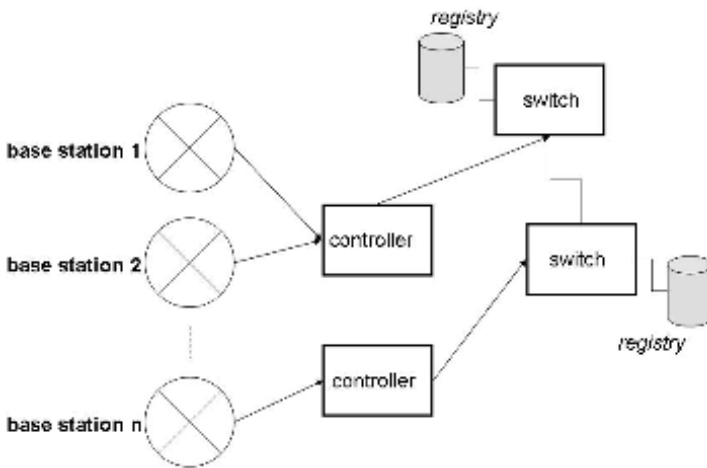 registry
switch
base station 1
controller
base station 2
switch
registry
controller
base station n